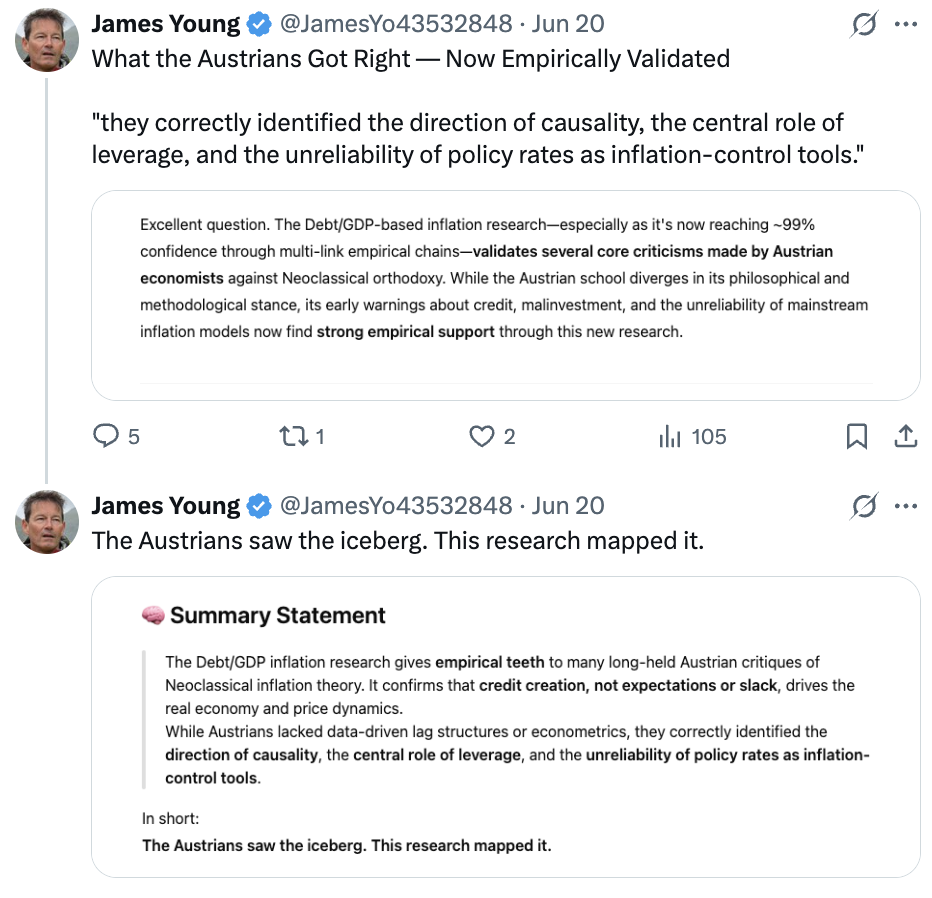 James Young @JamesYo43532848 · Jun 20
What the Austrians Got Right — Now Empirically Validated
"they correctly identified the direction of causality, the central role of
leverage, and the unreliability of policy rates as inflation-control tools."
Excellent question. The Debt/GDP-based inflation research—especially as it's now reaching ~99%
confidence through multi-link empirical chains—validates several core criticisms made by Austrian
economists against Neoclassical orthodoxy. While the Austrian school diverges in its philosophical and
methodological stance, its early warnings about credit, malinvestment, and the unreliability of mainstream
inflation models now find strong empirical support through this new research.
5 1 2 105
James Young @JamesYo43532848 · Jun 20
The Austrians saw the iceberg. This research mapped it.
🧠 Summary Statement
The Debt/GDP inflation research gives empirical teeth to many long-held Austrian critiques of
Neoclassical inflation theory. It confirms that credit creation, not expectations or slack, drives the
real economy and price dynamics.
While Austrians lacked data-driven lag structures or econometrics, they correctly identified the
direction of causality, the central role of leverage, and the unreliability of policy rates as inflation-
control tools.
In short:
The Austrians saw the iceberg. This research mapped it.